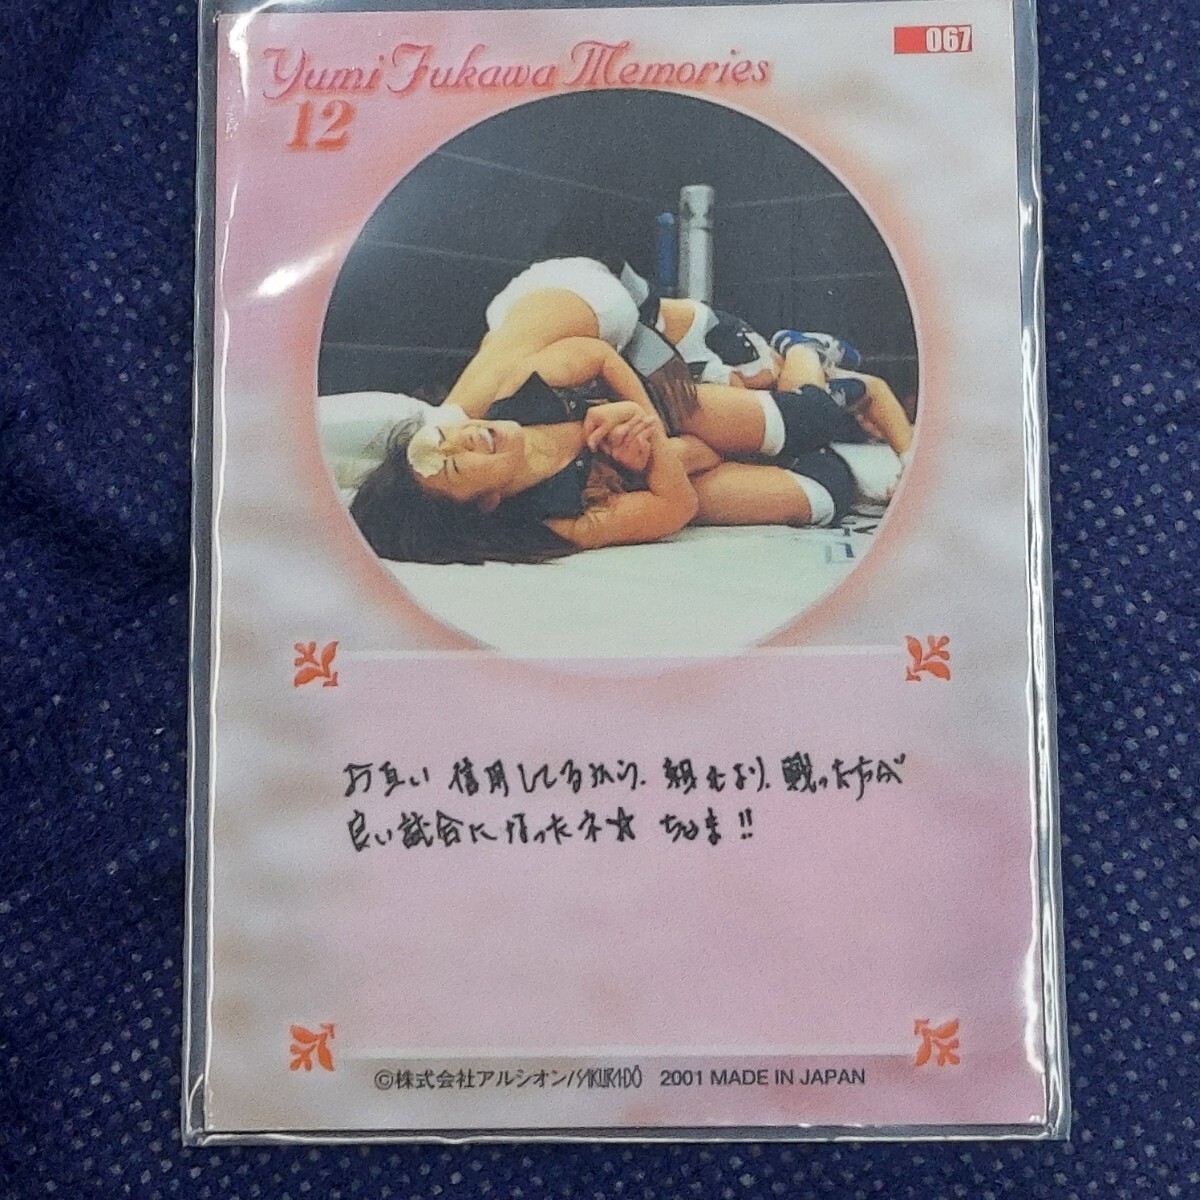 067
Yumi Fukawa Memories
12
お互い信用してるから、組むより、戦った方が
良い試合になったネ☆ ちゅま!!
©株式会社アルシオン/SAKURADO 2001 MADE IN JAPAN